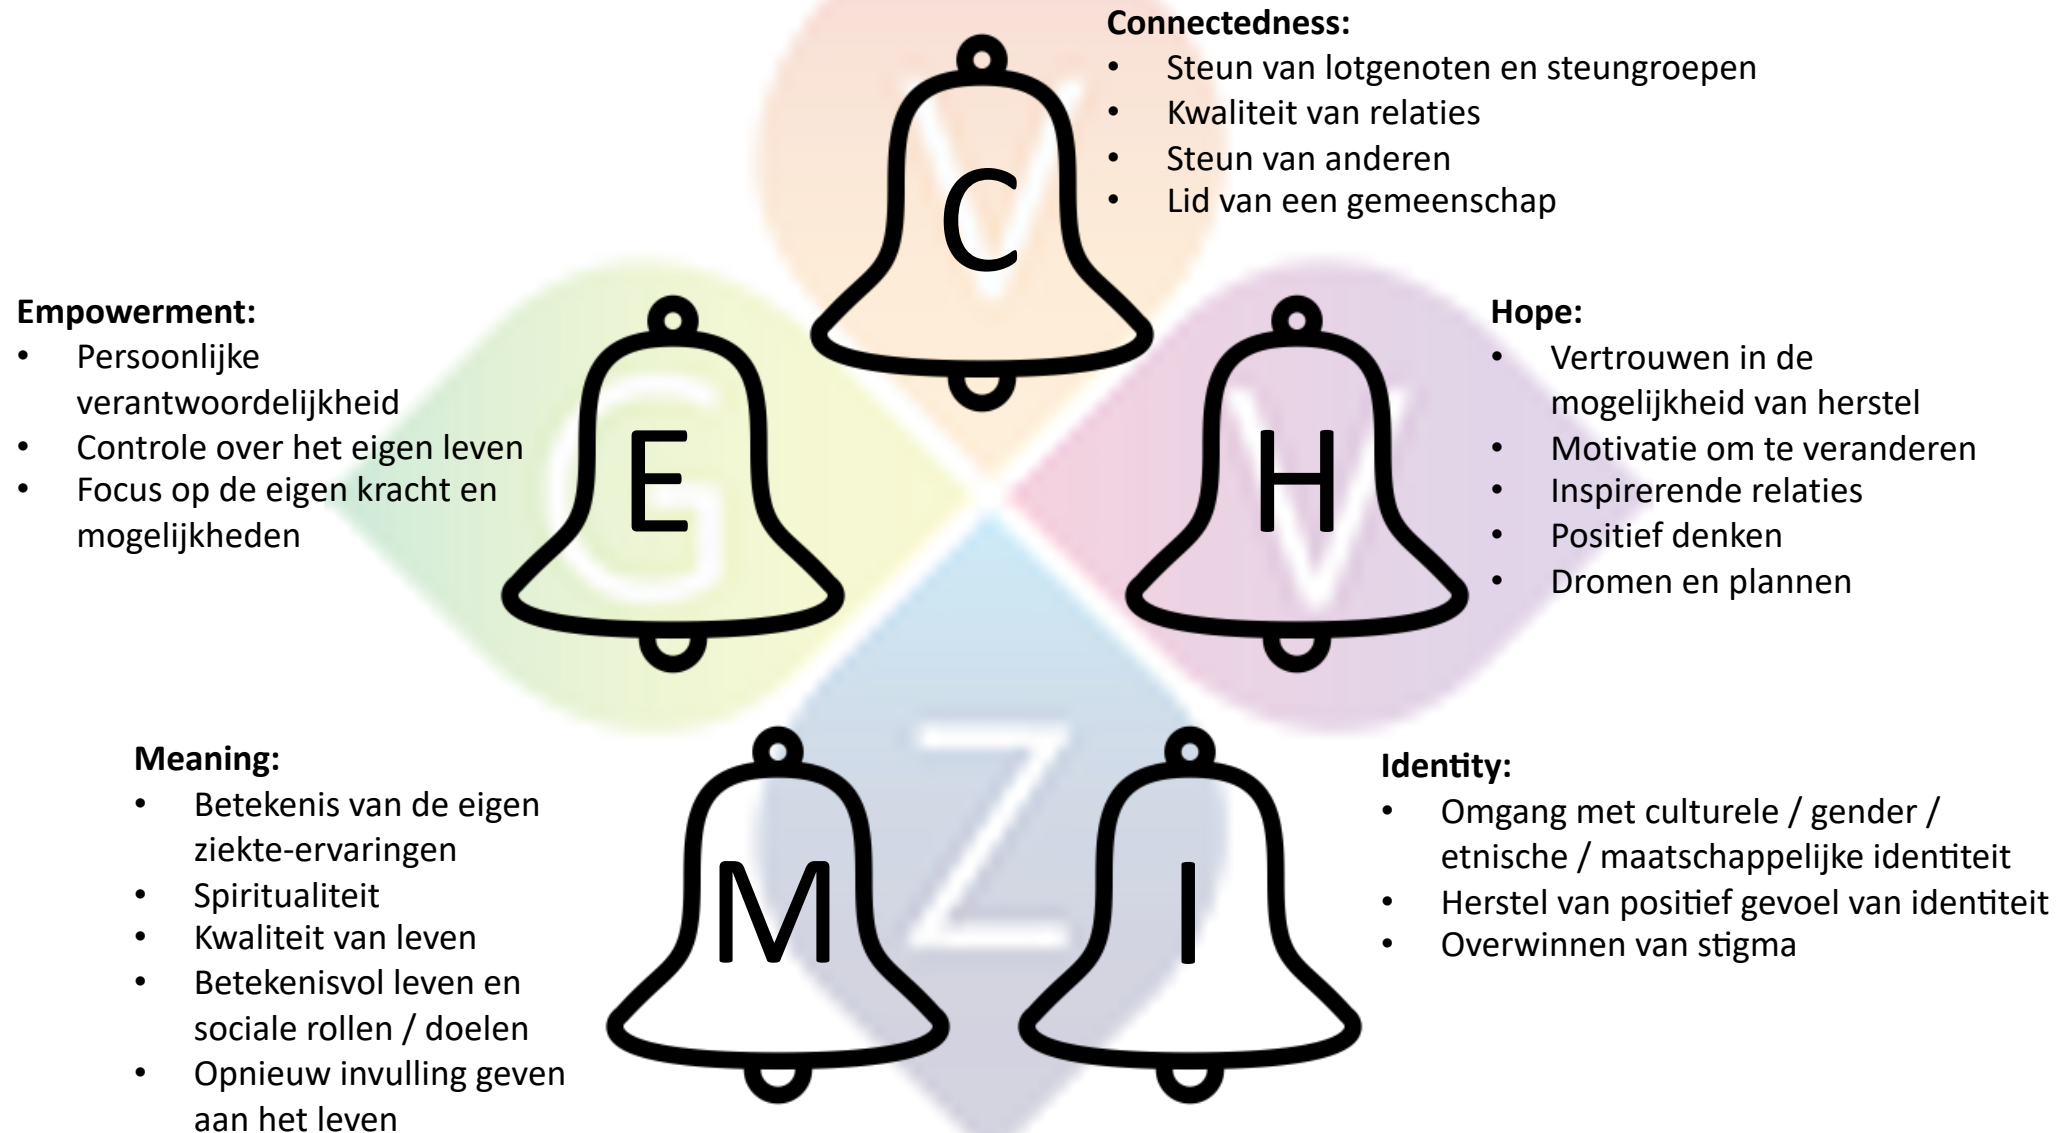 Connectedness:
• Steun van lotgenoten en steungroepen
• Kwaliteit van relaties
• Steun van anderen
• Lid van een gemeenschap
C
Empowerment:
• Persoonlijke
verantwoordelijkheid
• Controle over het eigen leven
• Focus op de eigen kracht en
mogelijkheden
E
H
Hope:
• Vertrouwen in de
mogelijkheid van herstel
• Motivatie om te veranderen
• Inspirerende relaties
• Positief denken
• Dromen en plannen
Meaning:
• Betekenis van de eigen
ziekte-ervaringen
• Spiritualiteit
• Kwaliteit van leven
• Betekenisvol leven en
sociale rollen / doelen
• Opnieuw invulling geven
aan het leven
M
I
Identity:
• Omgang met culturele / gender /
etnische / maatschappelijke identiteit
• Herstel van positief gevoel van identiteit
• Overwinnen van stigma
V
G
V
Z